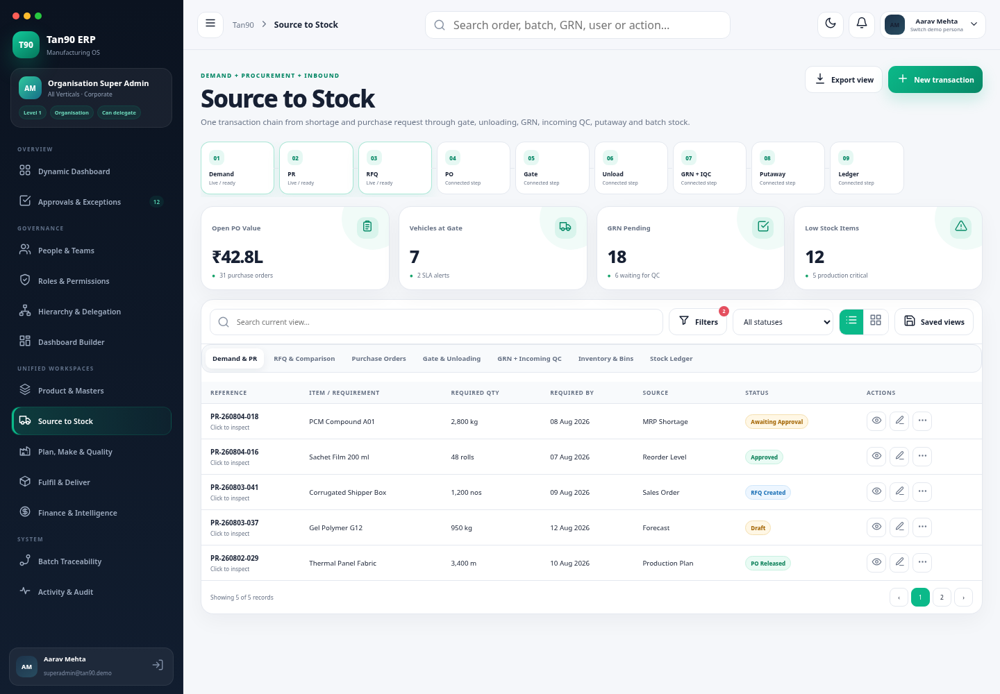 T90
Tan90 ERP
Manufacturing OS
AM
Organisation Super Admin
All Verticals · Corporate
Level 1
Organisation
Can delegate
OVERVIEW
Dynamic Dashboard
Approvals & Exceptions
12
GOVERNANCE
People & Teams
Roles & Permissions
Hierarchy & Delegation
Dashboard Builder
UNIFIED WORKSPACES
Product & Masters
Source to Stock
Plan, Make & Quality
Fulfil & Deliver
Finance & Intelligence
SYSTEM
Batch Traceability
Activity & Audit
AM
Aarav Mehta
superadmin@tan90.demo
Tan90
Source to Stock
Search order, batch, GRN, user or action...
AM
Aarav Mehta
Switch demo persona
DEMAND + PROCUREMENT + INBOUND
Source to Stock
One transaction chain from shortage and purchase request through gate, unloading, GRN, incoming QC, putaway and batch stock.
Export view
New transaction
01
Demand
Live / ready
02
PR
Live / ready
03
RFQ
Live / ready
04
PO
Connected step
05
Gate
Connected step
06
Unload
Connected step
07
GRN + IQC
Connected step
08
Putaway
Connected step
09
Ledger
Connected step
Open PO Value
₹42.8L
31 purchase orders
Vehicles at Gate
7
2 SLA alerts
GRN Pending
18
6 waiting for QC
Low Stock Items
12
5 production critical
Search current view...
Filters
2
All statuses
Saved views
Demand & PR
RFQ & Comparison
Purchase Orders
Gate & Unloading
GRN + Incoming QC
Inventory & Bins
Stock Ledger
REFERENCE ITEM / REQUIREMENT REQUIRED QTY REQUIRED BY SOURCE STATUS ACTIONS
PR-260804-018 PCM Compound A01 2,800 kg 08 Aug 2026 MRP Shortage Awaiting Approval
Click to inspect
PR-260804-016 Sachet Film 200 ml 48 rolls 07 Aug 2026 Reorder Level Approved
Click to inspect
PR-260803-041 Corrugated Shipper Box 1,200 nos 09 Aug 2026 Sales Order RFQ Created
Click to inspect
PR-260803-037 Gel Polymer G12 950 kg 12 Aug 2026 Forecast Draft
Click to inspect
PR-260802-029 Thermal Panel Fabric 3,400 m 10 Aug 2026 Production Plan PO Released
Click to inspect
Showing 5 of 5 records
‹ 1 2 ›